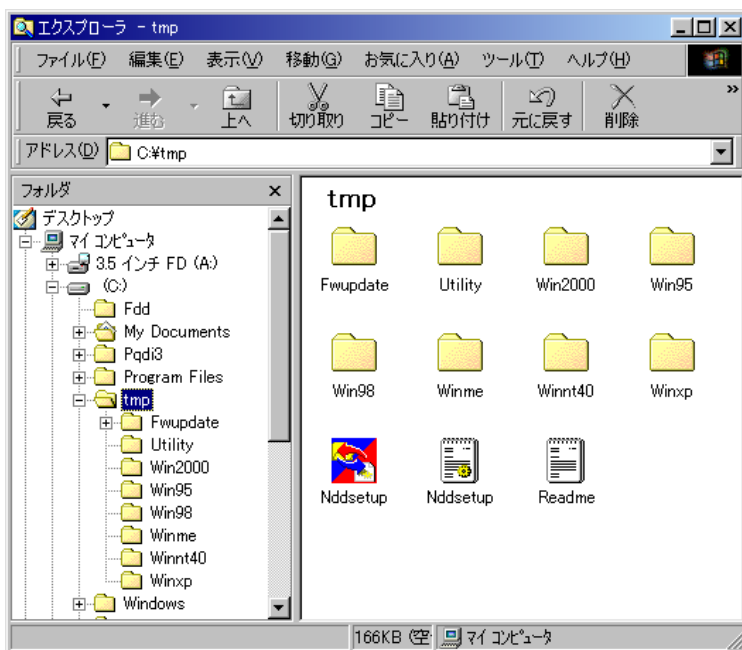 エクスプローラ - tmp
ファイル(F) 編集(E) 表示(V) 移動(G) お気に入り(A) ツール(T) ヘルプ(H)
戻る 進む 上へ 切り取り コピー 貼り付け 元に戻す 削除 »
アドレス(D) C:¥tmp
フォルダ
デスクトップ
マイ コンピュータ
3.5 インチ FD (A:)
(C:)
Fdd
My Documents
Pqdi3
Program Files
tmp
Fwupdate
Utility
Win2000
Win95
Win98
Winme
Winnt40
Winxp
Windows
tmp
Fwupdate Utility Win2000 Win95
Win98 Winme Winnt40 Winxp
Nddsetup Nddsetup Readme
166KB (空 マイ コンピュータ